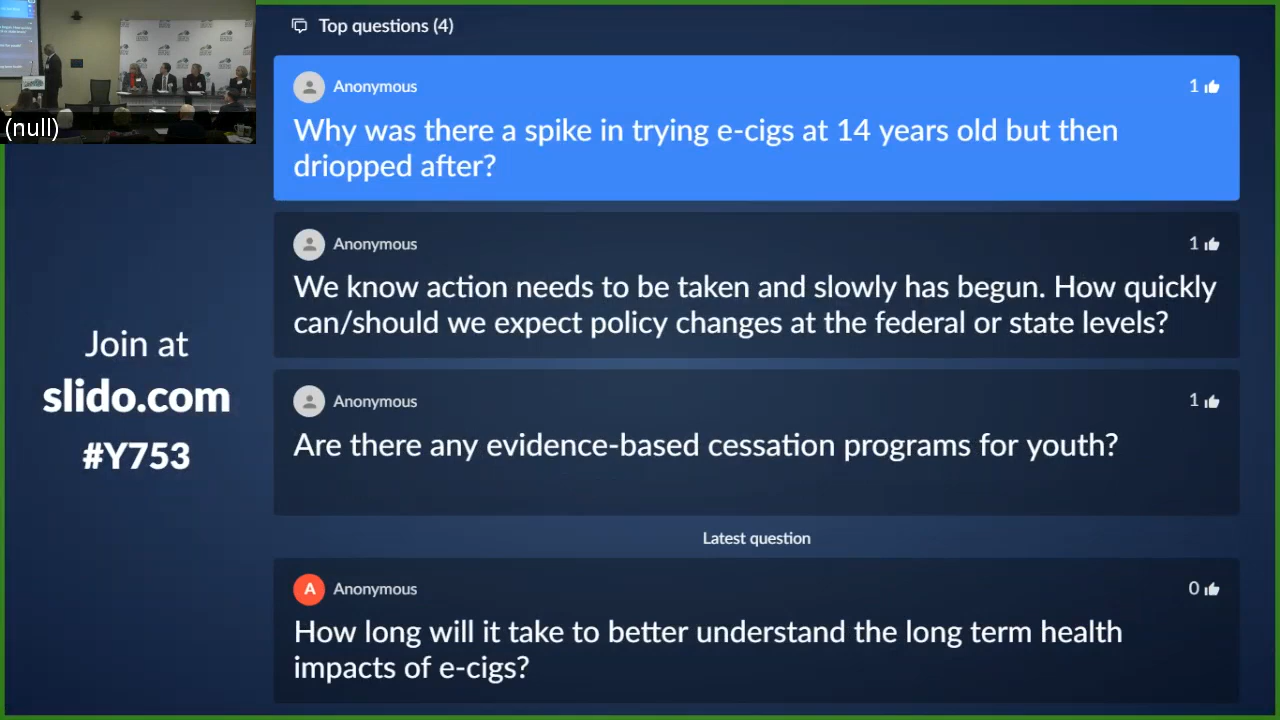 (null)
Top questions (4)
Anonymous
1
Why was there a spike in trying e-cigs at 14 years old but then
driopped after?
Anonymous
1
We know action needs to be taken and slowly has begun. How quickly
can/should we expect policy changes at the federal or state levels?
Anonymous
1
Are there any evidence-based cessation programs for youth?
Latest question
A Anonymous
0
How long will it take to better understand the long term health
impacts of e-cigs?
Join at
slido.com
#Y753